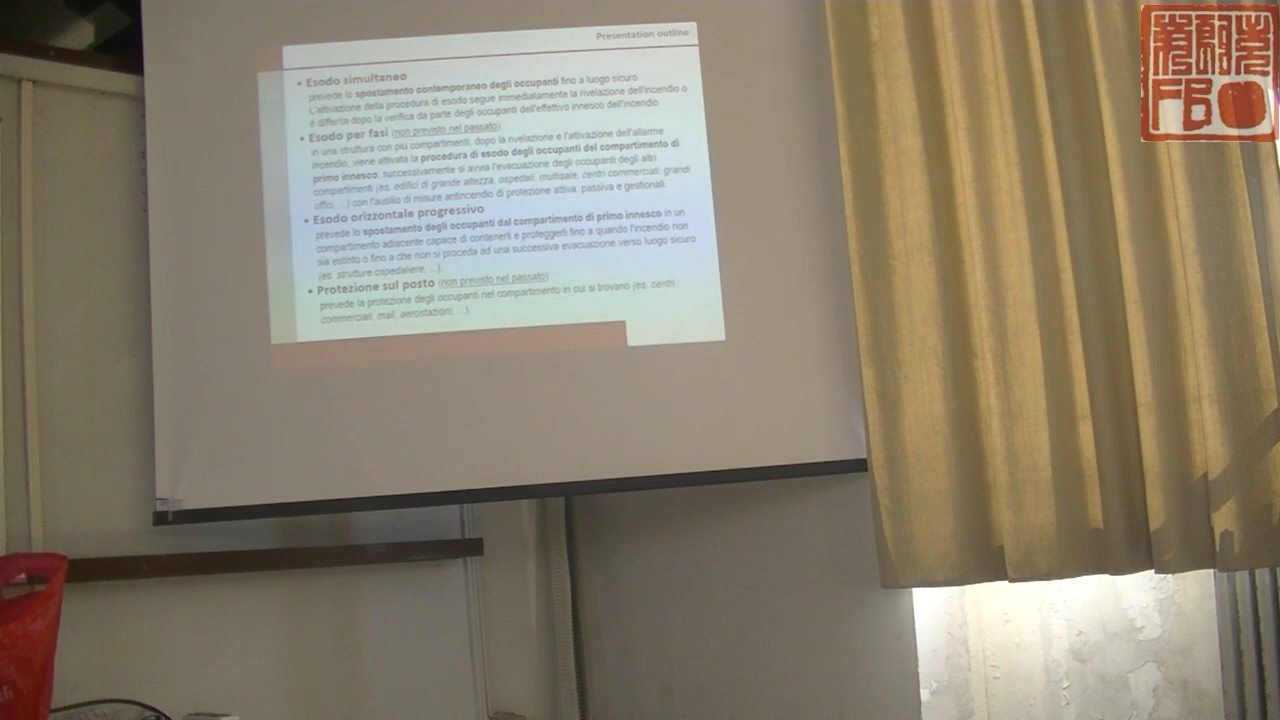 Presentation outline
• Esodo simultaneo
prevede lo spostamento contemporaneo degli occupanti fino a luogo sicuro.
L'attivazione della procedura di esodo segue immediatamente la rivelazione dell'incendio o
è differita dopo la verifica da parte degli occupanti dell'effettivo innesco dell'incendio.
• Esodo per fasi (non previsto nel passato)
in una struttura con più compartimenti, dopo la rivelazione e l'attivazione dell'allarme
incendio, viene attivata la procedura di esodo degli occupanti del compartimento di
primo innesco; successivamente si avvia l'evacuazione degli occupanti degli altri
compartimenti (es. edifici di grande altezza, ospedali, multisale, centri commerciali, grandi
uffici, ...) con l'ausilio di misure antincendio di protezione attiva, passiva e gestionali.
• Esodo orizzontale progressivo
prevede lo spostamento degli occupanti dal compartimento di primo innesco in un
compartimento adiacente capace di contenerli e proteggerli fino a quando l'incendio non
sia estinto o fino a che non si proceda ad una successiva evacuazione verso luogo sicuro
(es. strutture ospedaliere, ...).
• Protezione sul posto (non previsto nel passato)
prevede la protezione degli occupanti nel compartimento in cui si trovano (es. centri
commerciali, mall, aerostazioni, ...).